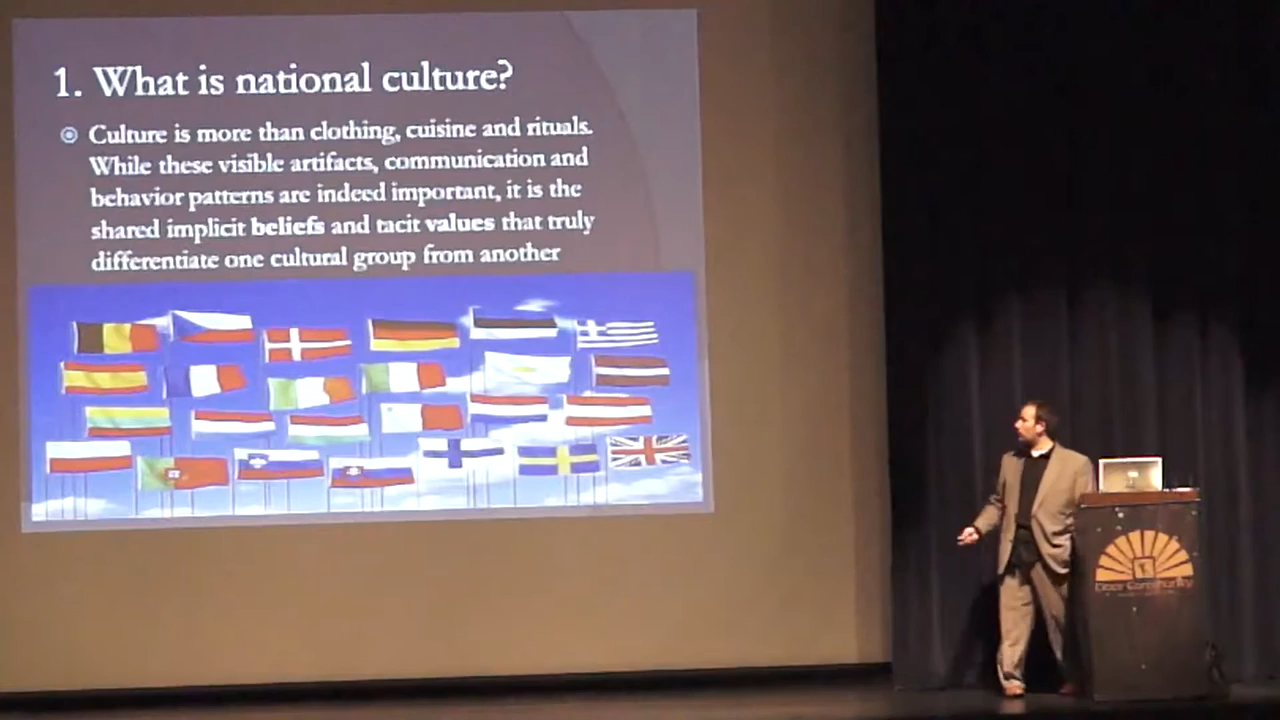 1. What is national culture?
Culture is more than clothing, cuisine and rituals.
While these visible artifacts, communication and
behavior patterns are indeed important, it is the
shared implicit beliefs and tacit values that truly
differentiate one cultural group from another
Community